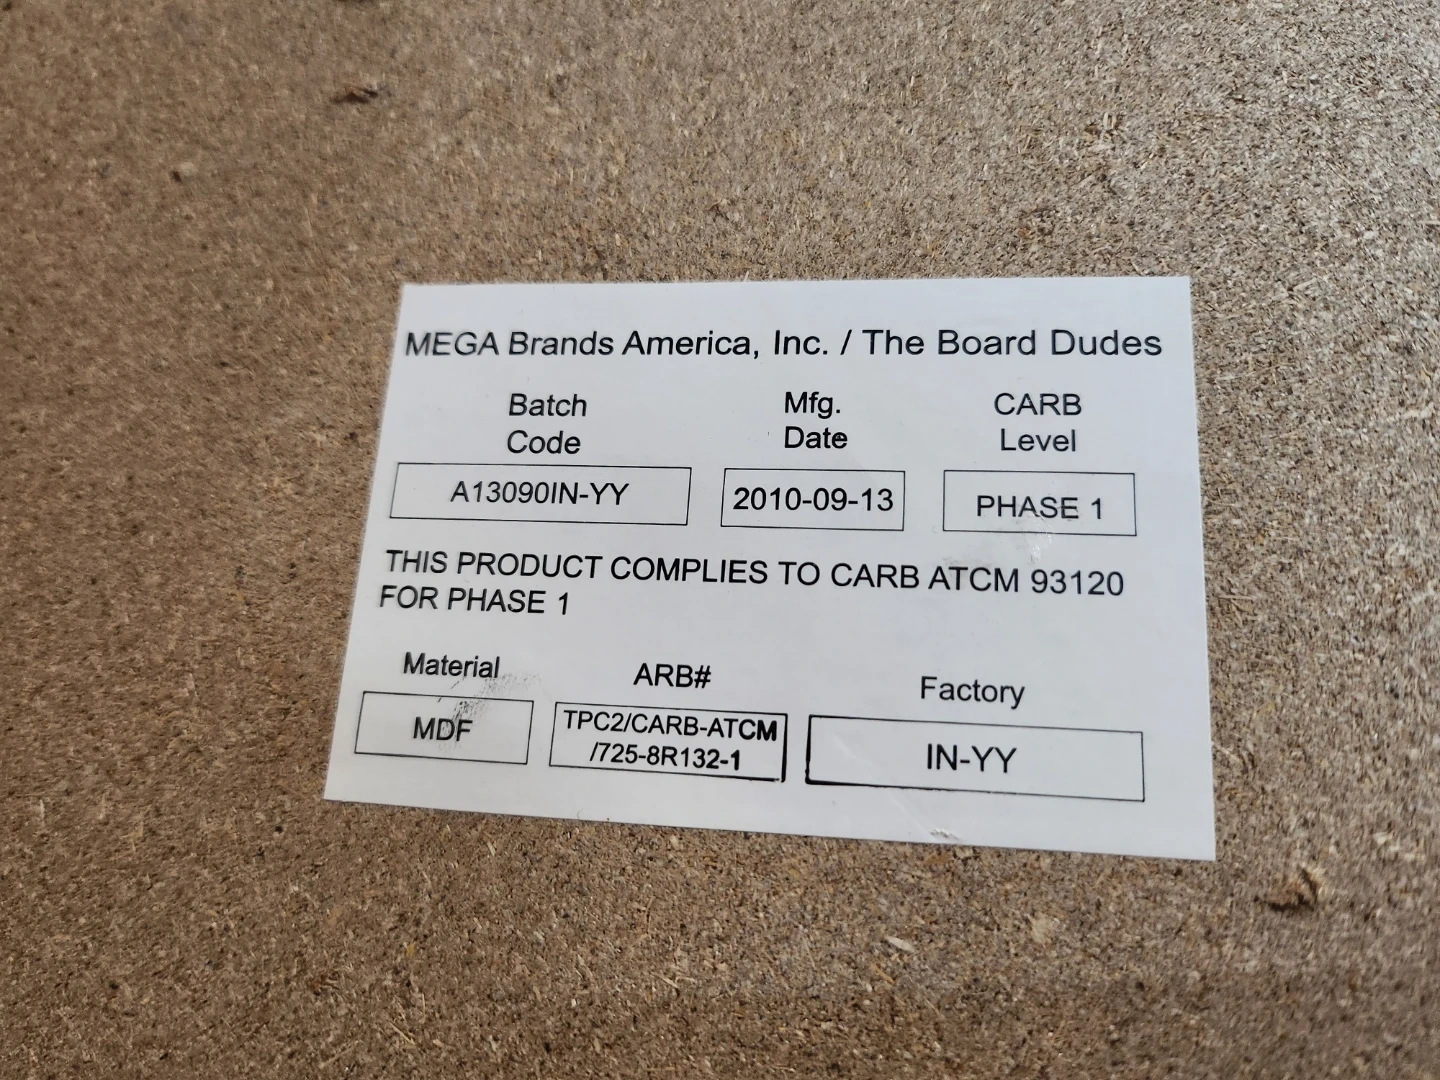 MEGA Brands America, Inc. / The Board Dudes
Batch Code
Mfg. Date
CARB Level
A13090IN-YY
2010-09-13
PHASE 1
THIS PRODUCT COMPLIES TO CARB ATCM 93120
FOR PHASE 1
Material
ARB#
Factory
MDF
TPC2/CARB-ATCM
/725-8R132-1
IN-YY